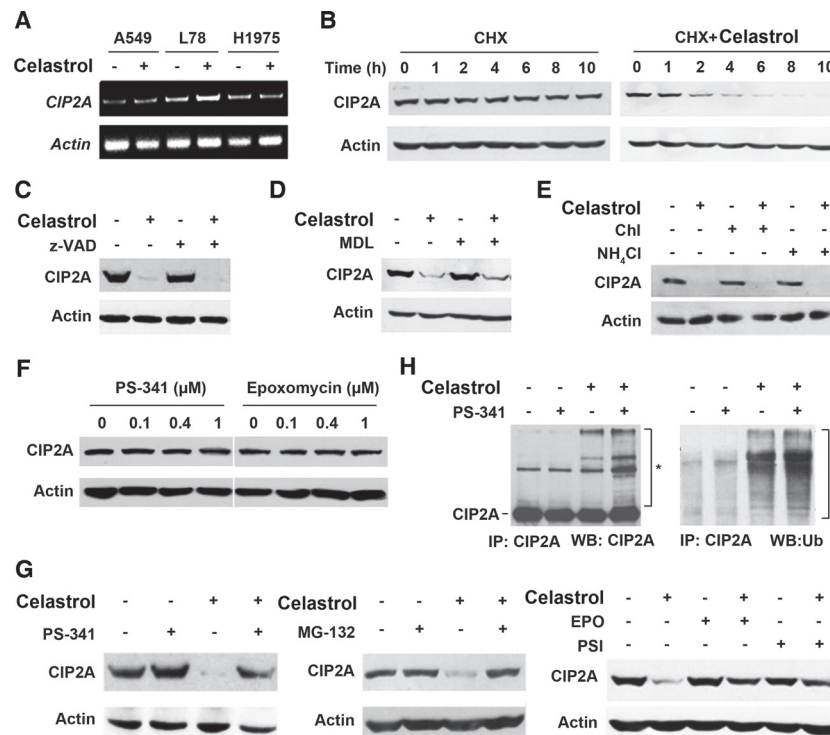 A
A549 L78 H1975
Celastrol - + - + - +
CIP2A
Actin
B
CHX CHX+Celastrol
Time (h) 0 1 2 4 6 8 10 0 1 2 4 6 8 10
CIP2A
Actin
C
Celastrol - + - +
z-VAD - - + +
CIP2A
Actin
D
Celastrol - + - +
MDL - - + +
CIP2A
Actin
E
Celastrol - + - + - +
Chl - - + + - -
NH4Cl - - - - + +
CIP2A
Actin
F
PS-341 (µM) Epoxomycin (µM)
0 0.1 0.4 1 0 0.1 0.4 1
CIP2A
Actin
H
Celastrol - - + + - - + +
PS-341 - + - + - + - +
*
CIP2A-
IP: CIP2A WB: CIP2A IP: CIP2A WB:Ub
G
Celastrol - - + +
PS-341 - + - +
CIP2A
Actin
Celastrol - - + +
MG-132 - + - +
CIP2A
Actin
Celastrol - + - + - +
EPO - - + + - -
PSI - - - - + +
CIP2A
Actin